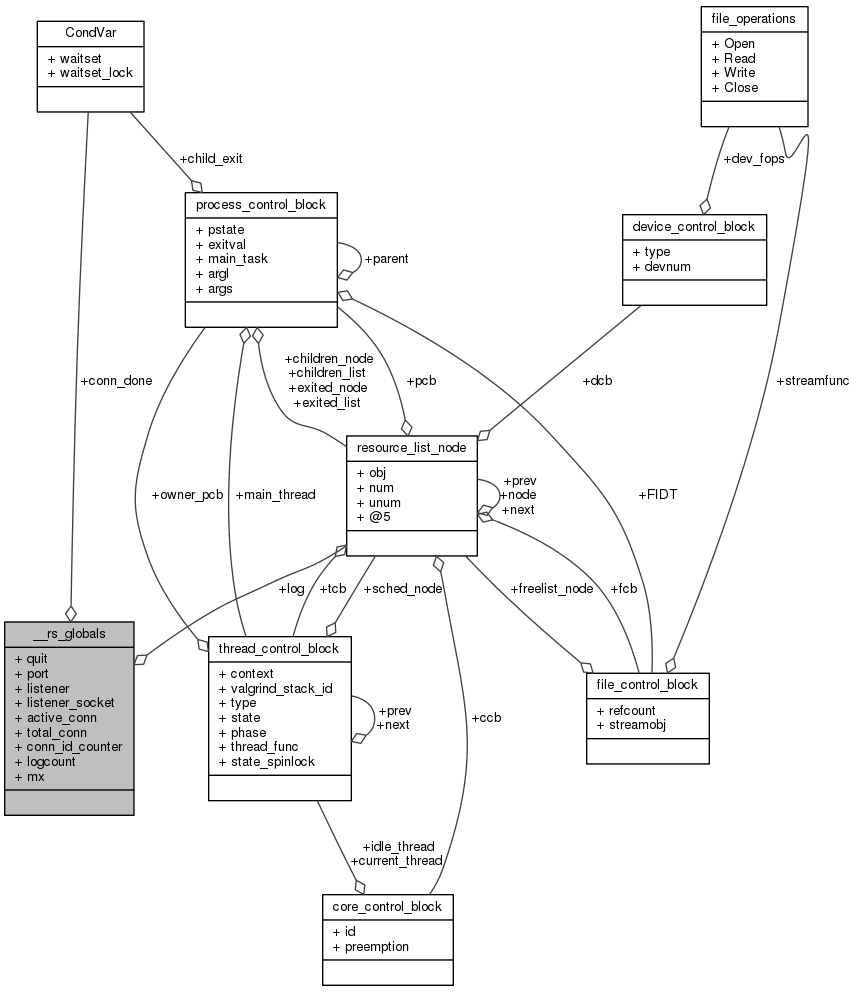 file_operations
+ Open
+ Read
+ Write
+ Close
CondVar
+ waitset
+ waitset_lock
+child_exit
+dev_fops
process_control_block
+ pstate
+ exitval
+ main_task
+ argl
+ args
+parent
device_control_block
+ type
+ devnum
+conn_done
+children_node
+children_list
+exited_node
+exited_list
+pcb
+dcb
+streamfunc
resource_list_node
+ obj
+ num
+ unum
+ @5
+prev
+node
+next
+owner_pcb
+main_thread
+FIDT
+log
+tcb
+sched_node
+freelist_node
+fcb
__rs_globals
+ quit
+ port
+ listener
+ listener_socket
+ active_conn
+ total_conn
+ conn_id_counter
+ logcount
+ mx
thread_control_block
+ context
+ valgrind_stack_id
+ type
+ state
+ phase
+ thread_func
+ state_spinlock
+prev
+next
+ccb
file_control_block
+ refcount
+ streamobj
+idle_thread
+current_thread
core_control_block
+ id
+ preemption